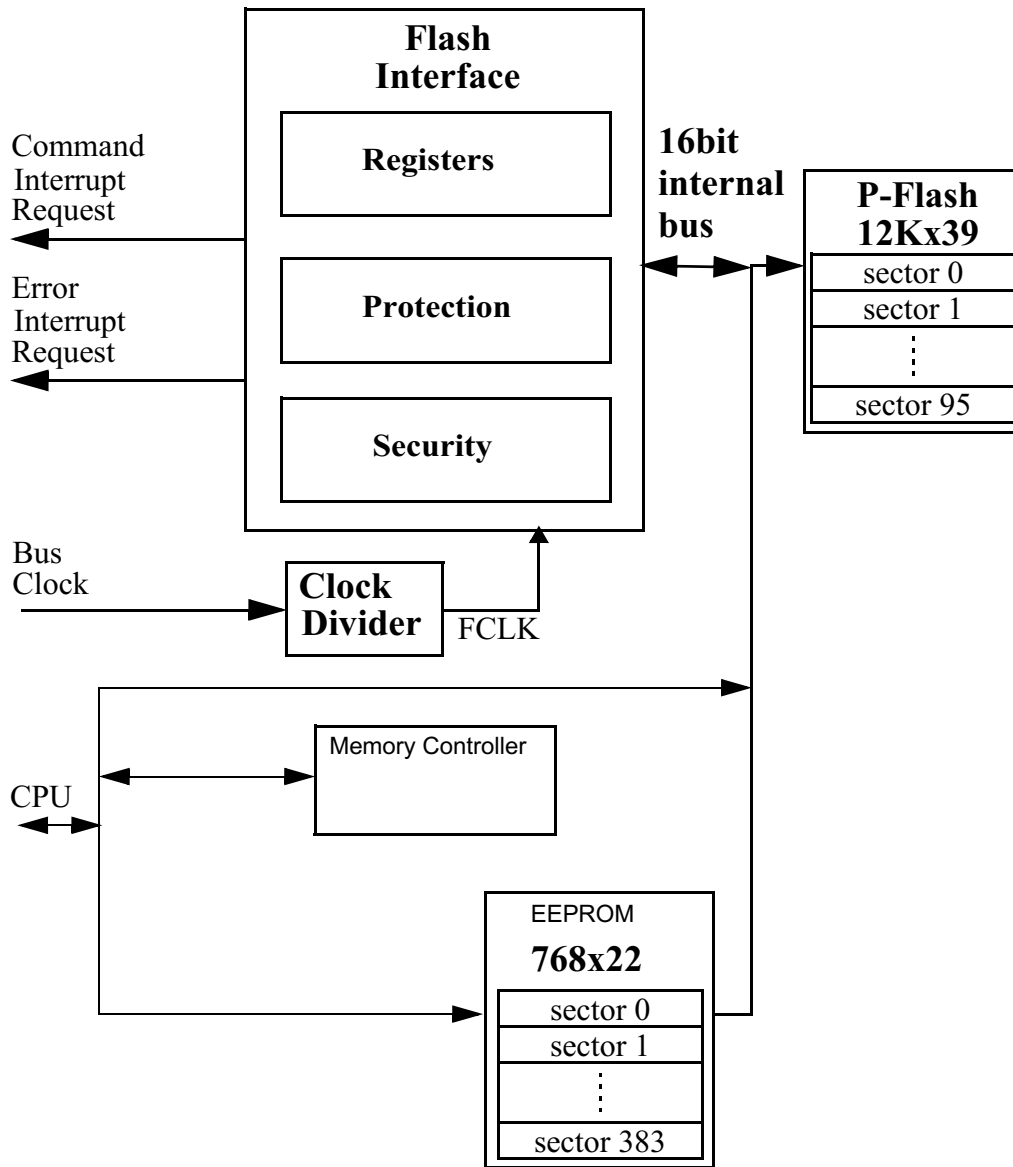 Flash
Interface
Registers
Protection
Security
Command
Interrupt
Request
Error
Interrupt
Request
16bit
internal
bus
P-Flash
12Kx39
sector 0
sector 1
sector 95
Bus
Clock
Clock
Divider
FCLK
Memory Controller
CPU
EEPROM
768x22
sector 0
sector 1
sector 383